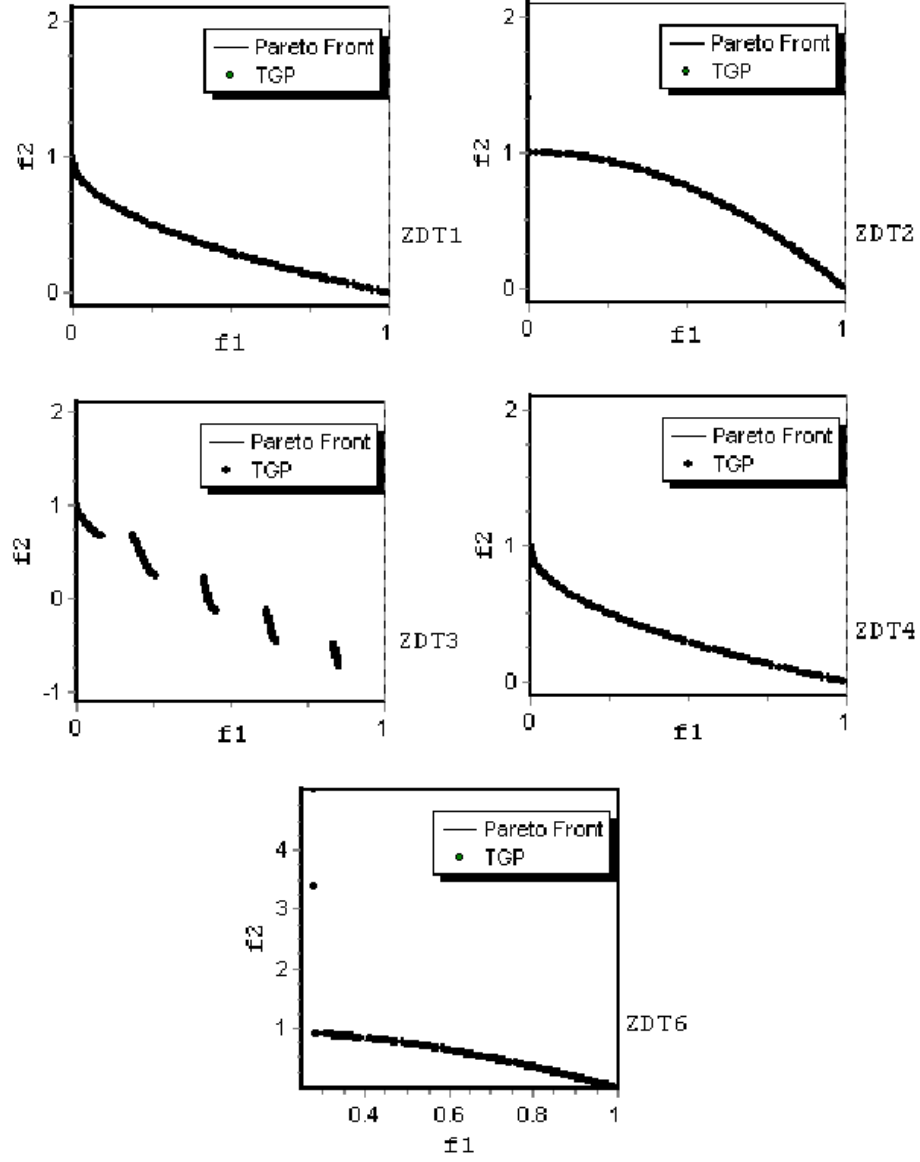 2
Pareto Front
TGP
f2
1
ZDT1
0
0
1
f1
2
Pareto Front
TGP
f2
1
ZDT2
0
0
1
f1
2
Pareto Front
TGP
1
f2
0
ZDT3
-1
0
1
f1
2
Pareto Front
TGP
f2
1
ZDT4
0
0
1
f1
Pareto Front
TGP
4
3
f2
2
1
ZDT6
0.4
0.6
0.8
1
f1